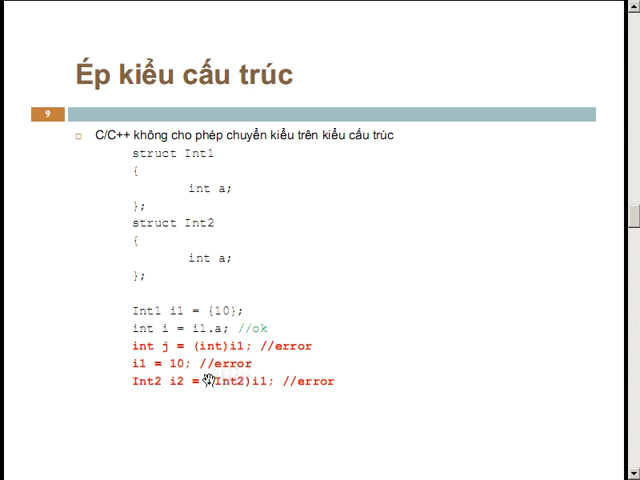 Ép kiểu cấu trúc
9
C/C++ không cho phép chuyển kiểu trên kiểu cấu trúc
struct Int1
{
int a;
};
struct Int2
{
int a;
};
Int1 i1 = {10};
int i = i1.a; //ok
int j = (int)i1; //error
i1 = 10; //error
Int2 i2 = (Int2)i1; //error